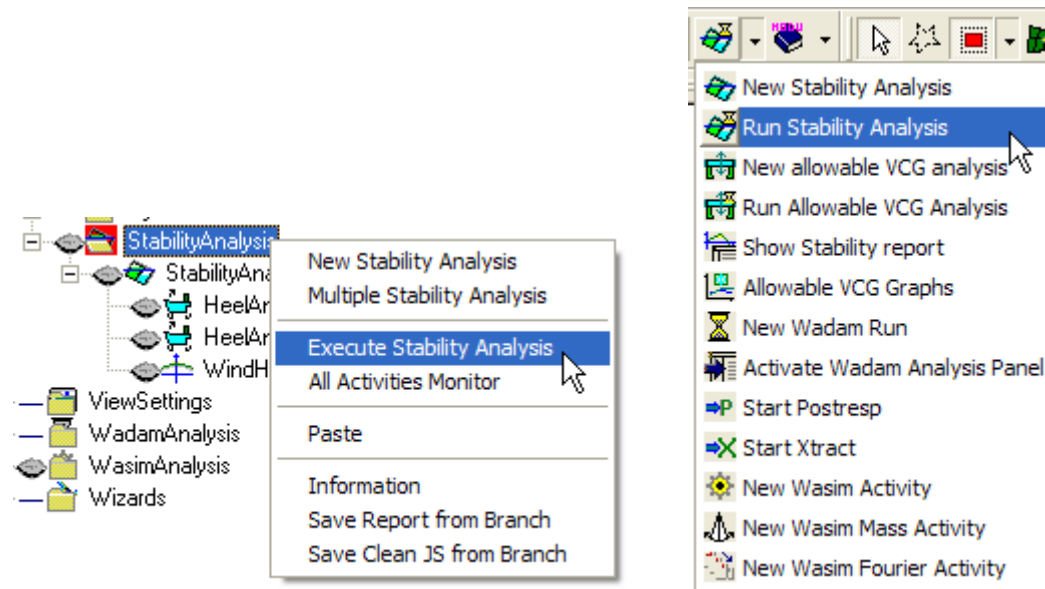 StabilityAnalysis
StabilityAna
HeelAr
HeelAr
WindH
ViewSettings
WadamAnalysis
WasimAnalysis
Wizards
New Stability Analysis
Multiple Stability Analysis
Execute Stability Analysis
All Activities Monitor
Paste
Information
Save Report from Branch
Save Clean JS from Branch
New Stability Analysis
Run Stability Analysis
New allowable VCG analysis
Run Allowable VCG Analysis
Show Stability report
Allowable VCG Graphs
New Wadam Run
Activate Wadam Analysis Panel
P Start Postresp
X Start Xtract
New Wasim Activity
New Wasim Mass Activity
New Wasim Fourier Activity